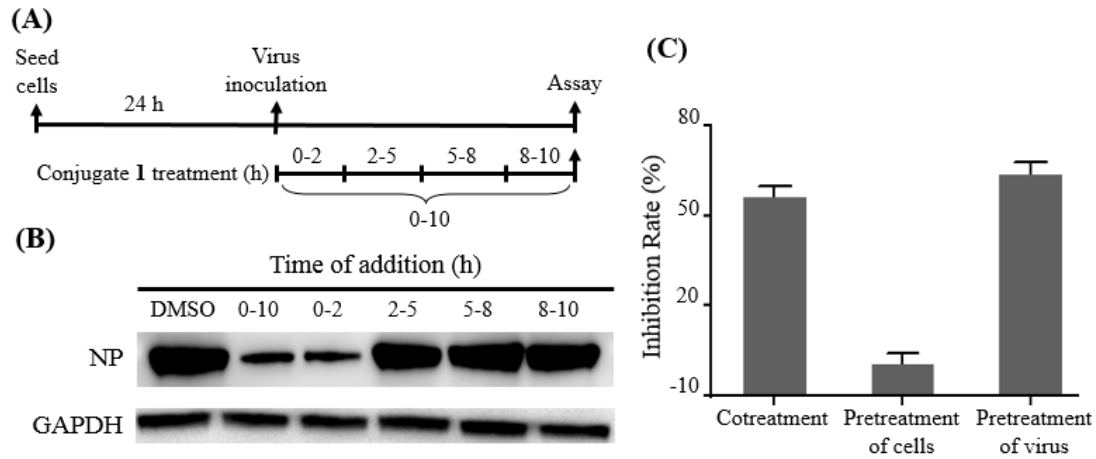 (A)
Seed
cells
24 h
Virus
inoculation
Assay
Conjugate 1 treatment (h)
0-2
2-5
5-8
8-10
0-10
(B)
Time of addition (h)
DMSO 0-10 0-2 2-5 5-8 8-10
NP
GAPDH
(C)
Inhibition Rate (%)
80
50
20
-10
Cotreatment
Pretreatment
of cells
Pretreatment
of virus